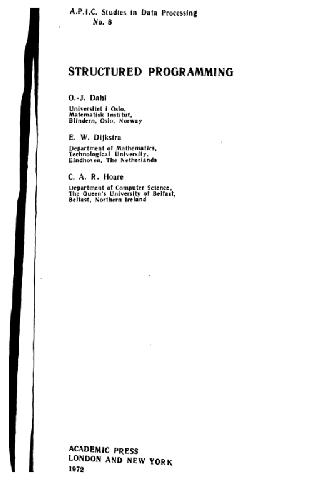 A.P.I.C. Studies in Data Processing
No. 8
STRUCTURED PROGRAMMING
O.-J. Dahl
Universitet i Oslo,
Matematisk Institut,
Blindern, Oslo, Norway
E. W. Dijkstra
Department of Mathematics,
Technological University,
Eindhoven, The Netherlands
C. A. R. Hoare
Department of Computer Science,
The Queen's University of Belfast,
Belfast, Northern Ireland
ACADEMIC PRESS
LONDON AND NEW YORK
1972